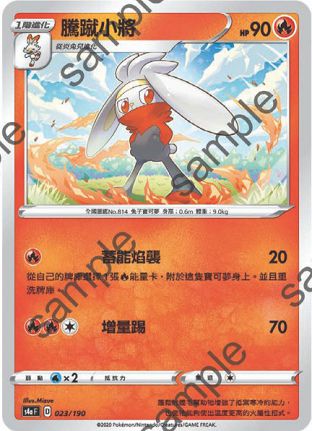 1階進化
騰蹴小將
HP 90
從炎兔兒進化
sample
sample
全國圖鑑No.814 兔子寶可夢 身高：0.6m 體重：9.0kg
sample
蓄能焰襲 20
從自己的牌庫選擇1張 能量卡，附於這隻寶可夢身上。並且重洗牌庫。
sample
增量踢 70
sample
弱點 ×2 抵抗力
Illus.Mizue
s4a F D 023/190
©2020 Pokémon/Nintendo/Creatures/GAME FREAK.